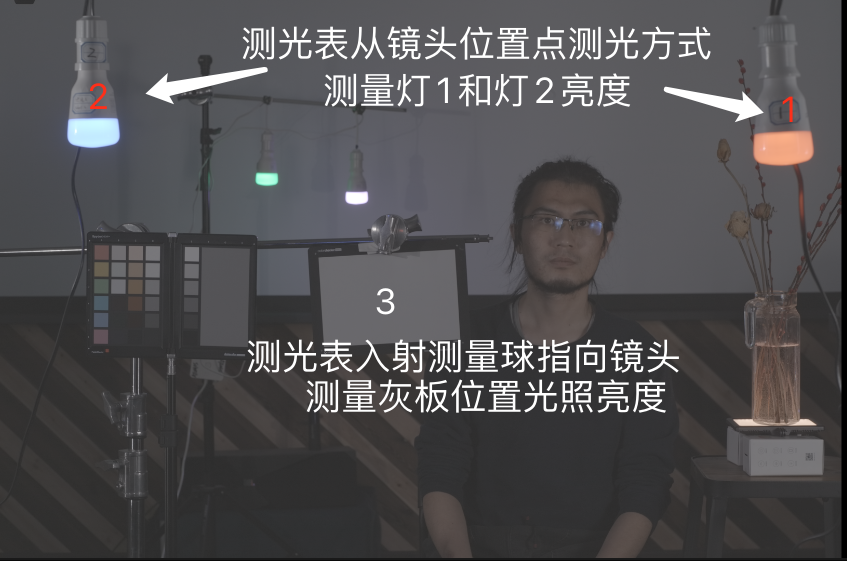 测光表从镜头位置点测光方式
测量灯1和灯2亮度
2
2
1
3
测光表入射测量球指向镜头
测量灰板位置光照亮度